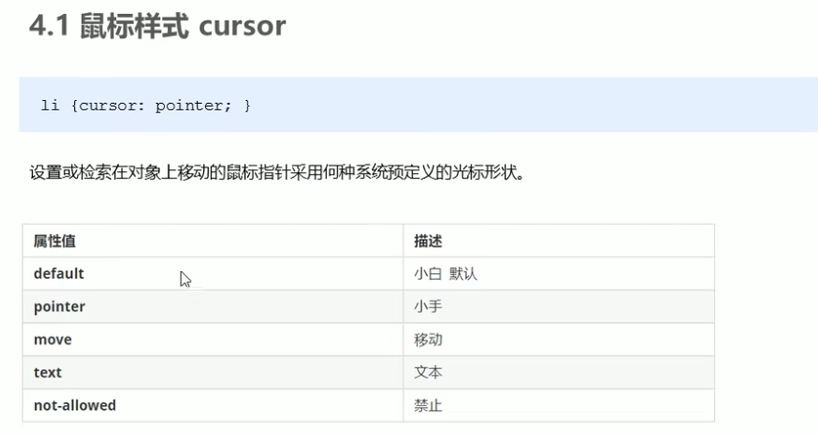 4.1 鼠标样式 cursor
li {cursor: pointer; }
设置或检索在对象上移动的鼠标指针采用何种系统预定义的光标形状。
属性值 描述
default 小白 默认
pointer 小手
move 移动
text 文本
not-allowed 禁止